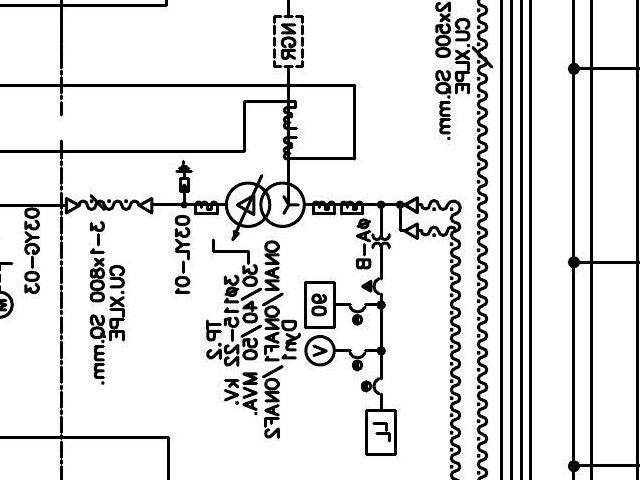 NGR
CU.XLPE
2x500 SQ.mm.
03YG-03
3-1x800 SQ.mm.
CU.XLPE
03YL-01
TP.2
3φ115-22 kV.
30/40/50 MVA.
ONAN/ONAF1/ONAF2
Dyn1
φA-B
90
V
LL
M